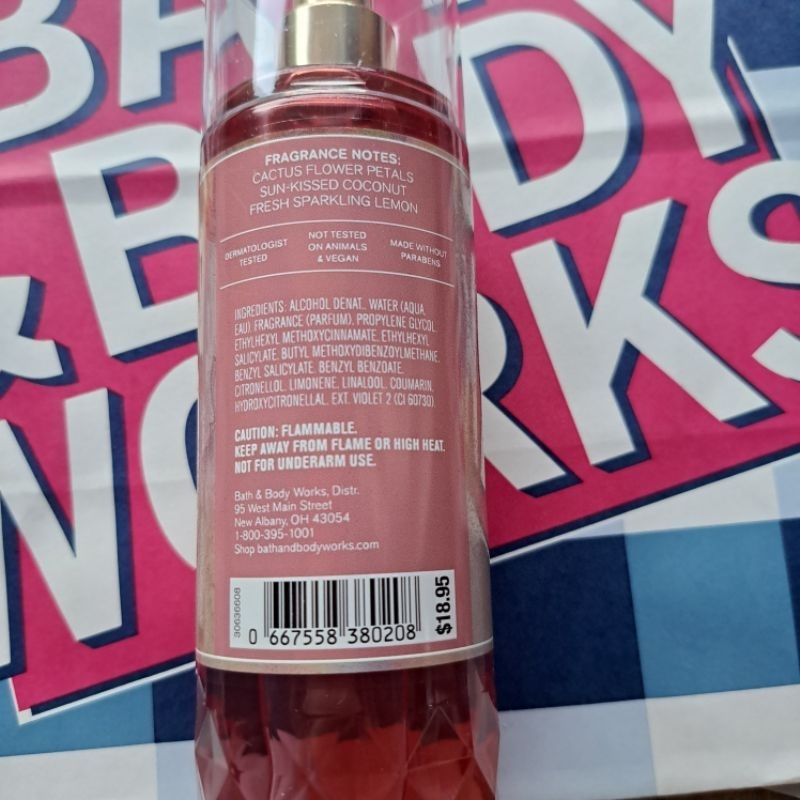 BA
& BODY
WORKS
FRAGRANCE NOTES:
CACTUS FLOWER PETALS
SUN-KISSED COCONUT
FRESH SPARKLING LEMON
DERMATOLOGIST
TESTED
NOT TESTED
ON ANIMALS
& VEGAN
MADE WITHOUT
PARABENS
INGREDIENTS: ALCOHOL DENAT., WATER (AQUA,
EAU), FRAGRANCE (PARFUM), PROPYLENE GLYCOL,
ETHYLHEXYL METHOXYCINNAMATE, ETHYLHEXYL
SALICYLATE, BUTYL METHOXYDIBENZOYLMETHANE,
BENZYL SALICYLATE, BENZYL BENZOATE,
CITRONELLOL, LIMONENE, LINALOOL, COUMARIN,
HYDROXYCITRONELLAL, EXT. VIOLET 2 (CI 60730).
CAUTION: FLAMMABLE.
KEEP AWAY FROM FLAME OR HIGH HEAT.
NOT FOR UNDERARM USE.
Bath & Body Works, Distr.
95 West Main Street
New Albany, OH 43054
1-800-395-1001
Shop bathandbodyworks.com
30636608
0 667558 380208
$18.95